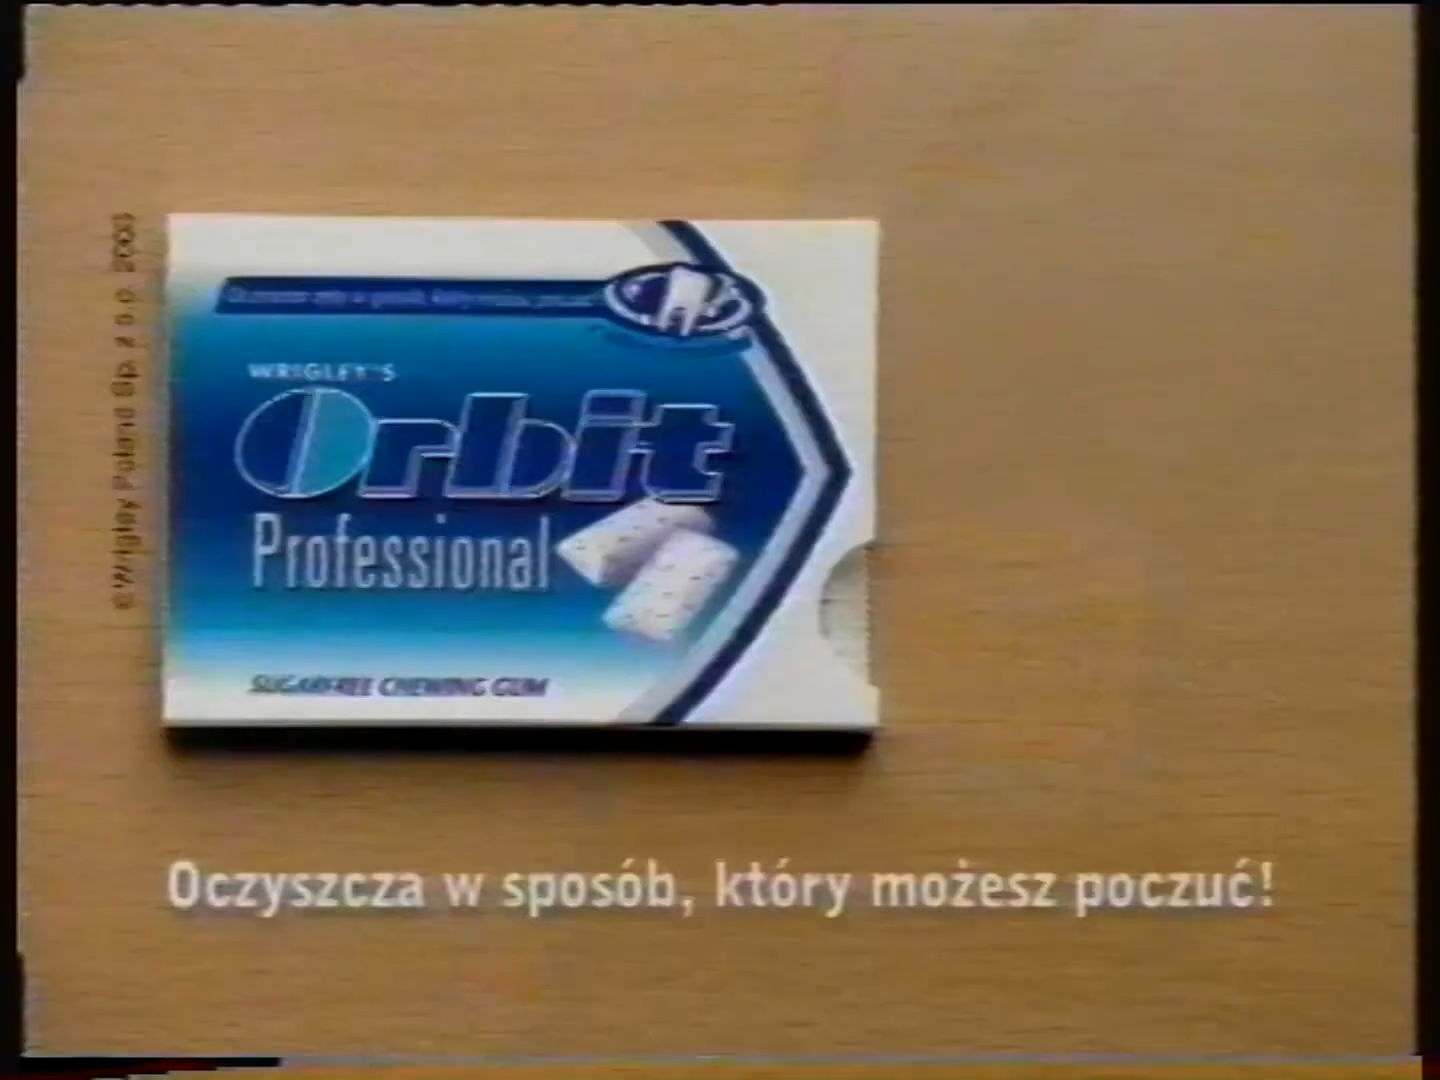 © Wrigley Poland Sp. z o.o. 2003
WRIGLEY'S
Orbit
Professional
SUGARFREE CHEWING GUM
Oczyszcza w sposób, który możesz poczuć!